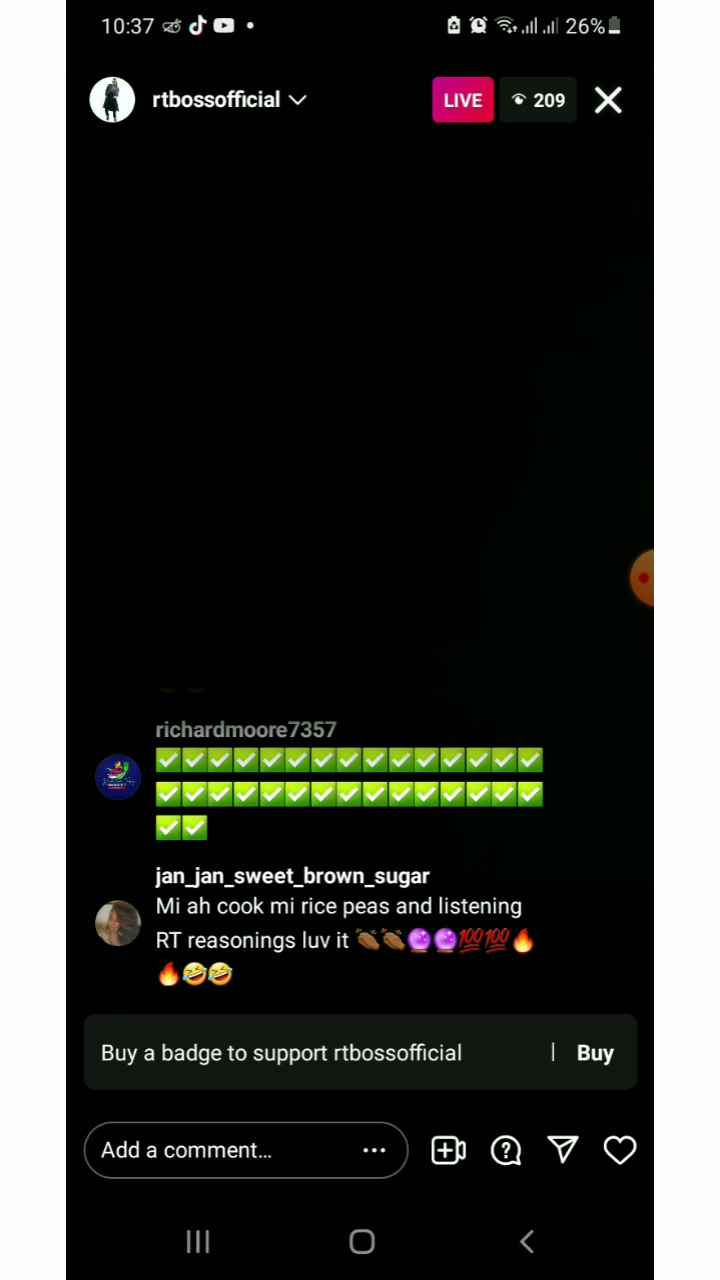 10:37 26%
rtbossofficial LIVE 209
richardmoore7357
✅✅✅✅✅✅✅✅✅✅✅✅✅✅✅
✅✅✅✅✅✅✅✅✅✅✅✅✅✅✅
✅✅
jan_jan_sweet_brown_sugar
Mi ah cook mi rice peas and listening
RT reasonings luv it 👏🏾👏🏾🔮🔮💯💯🔥
🔥🤣🤣
Buy a badge to support rtbossofficial | Buy
Add a comment...